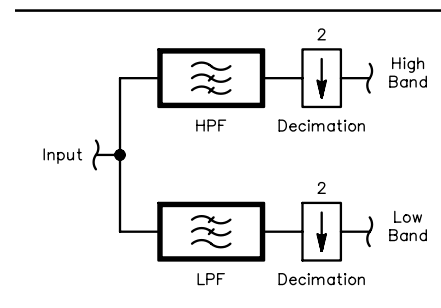 2
High
Band
HPF
Decimation
Input
2
Low
Band
LPF
Decimation